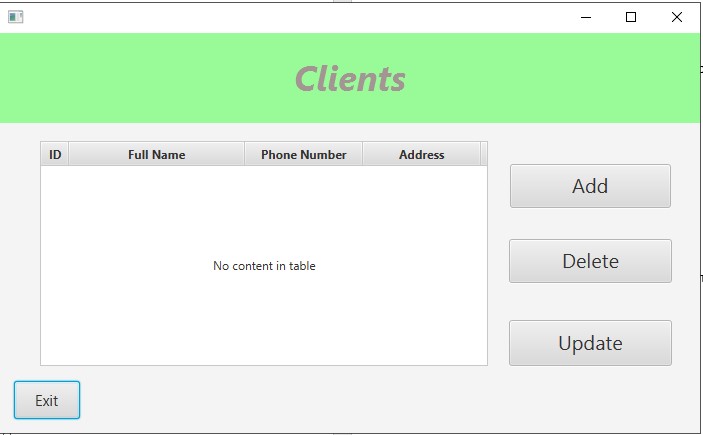 Clients
ID Full Name Phone Number Address
Add
No content in table
Delete
Update
Exit